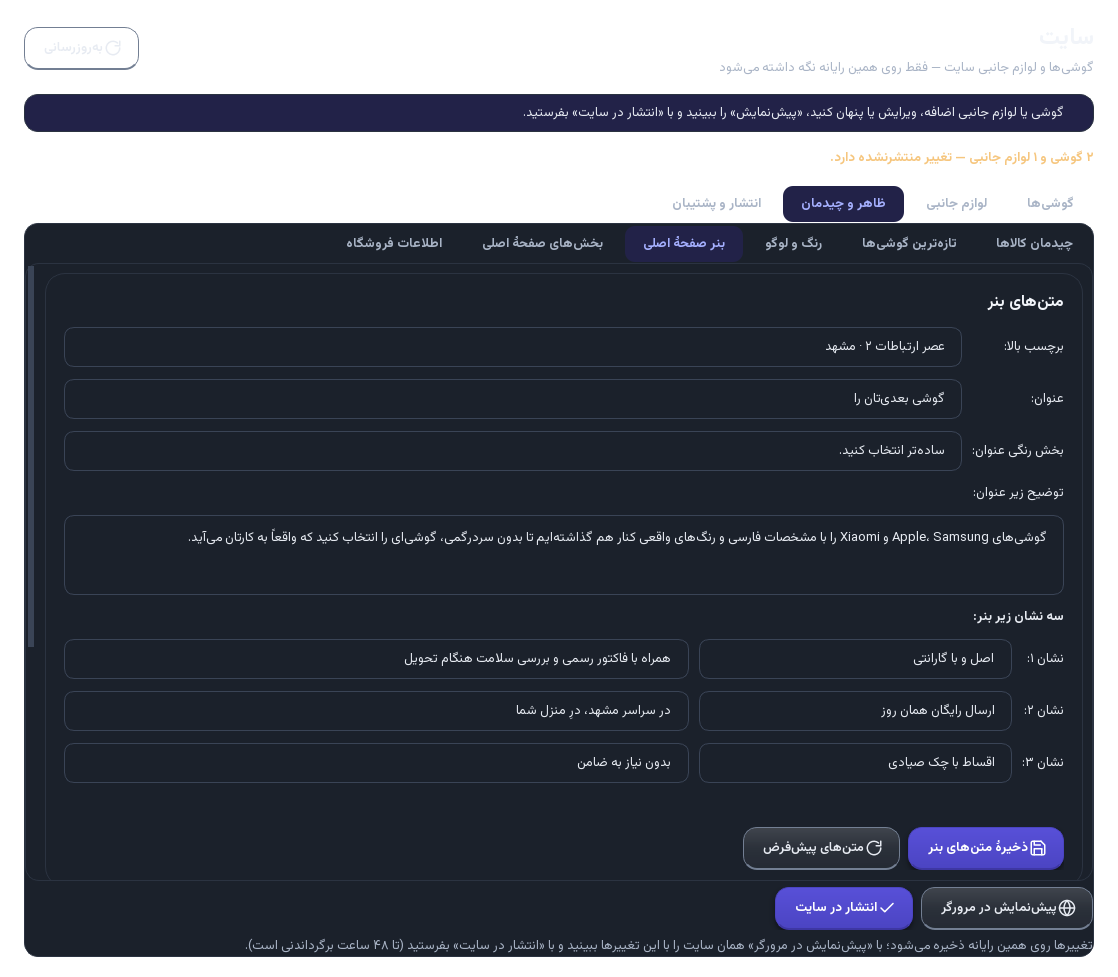 سایت
به‌روزرسانی
گوشی‌ها و لوازم جانبی سایت — فقط روی همین رایانه نگه داشته می‌شود
گوشی یا لوازم جانبی اضافه، ویرایش یا پنهان کنید، «پیش‌نمایش» را ببینید و با «انتشار در سایت» بفرستید.
۲ گوشی و ۱ لوازم جانبی — تغییر منتشرنشده دارد.
گوشی‌ها لوازم جانبی ظاهر و چیدمان انتشار و پشتیبان
چیدمان کالاها تازه‌ترین گوشی‌ها رنگ و لوگو بنر صفحهٔ اصلی بخش‌های صفحهٔ اصلی اطلاعات فروشگاه
متن‌های بنر
برچسب بالا: عصر ارتباطات ۲ · مشهد
عنوان: گوشی بعدی‌تان را
بخش رنگی عنوان: ساده‌تر انتخاب کنید.
توضیح زیر عنوان:
گوشی‌های Apple، Samsung و Xiaomi را با مشخصات فارسی و رنگ‌های واقعی کنار هم گذاشته‌ایم تا بدون سردرگمی، گوشی‌ای را انتخاب کنید که واقعاً به کارتان می‌آید.
سه نشان زیر بنر:
نشان ۱: اصل و با گارانتی همراه با فاکتور رسمی و بررسی سلامت هنگام تحویل
نشان ۲: ارسال رایگان همان روز در سراسر مشهد، درِ منزل شما
نشان ۳: اقساط با چک صیادی بدون نیاز به ضامن
ذخیرهٔ متن‌های بنر متن‌های پیش‌فرض
پیش‌نمایش در مرورگر انتشار در سایت
تغییرها روی همین رایانه ذخیره می‌شود؛ با «پیش‌نمایش در مرورگر» همان سایت را با این تغییرها ببینید و با «انتشار در سایت» بفرستید (تا ۴۸ ساعت برگرداندنی است).